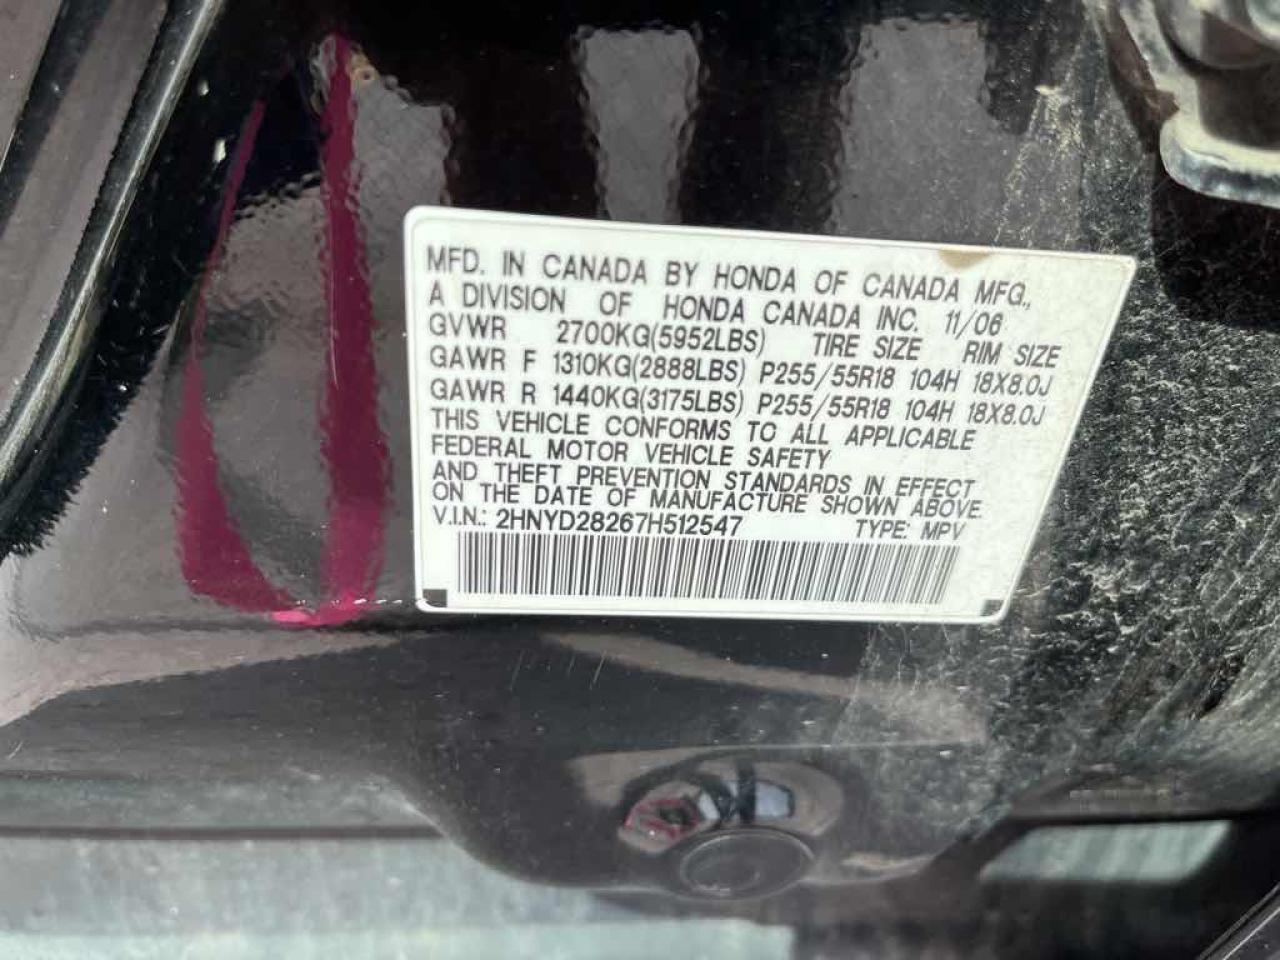 MFD. IN CANADA BY HONDA OF CANADA MFG.,
A DIVISION OF HONDA CANADA INC. 11/06
GVWR 2700KG(5952LBS) TIRE SIZE RIM SIZE
GAWR F 1310KG(2888LBS) P255/55R18 104H 18X8.0J
GAWR R 1440KG(3175LBS) P255/55R18 104H 18X8.0J
THIS VEHICLE CONFORMS TO ALL APPLICABLE
FEDERAL MOTOR VEHICLE SAFETY
AND THEFT PREVENTION STANDARDS IN EFFECT
ON THE DATE OF MANUFACTURE SHOWN ABOVE.
V.I.N.: 2HNYD28267H512547 TYPE: MPV